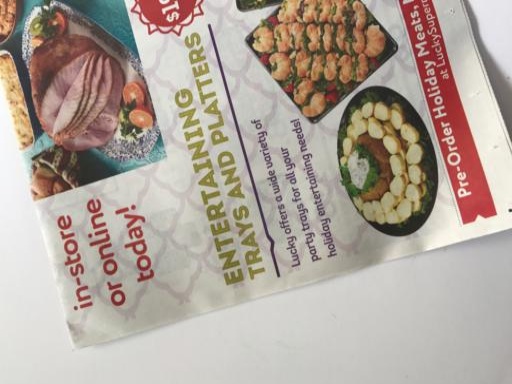 in-store
or online
today!
$10
ENTERTAINING
TRAYS AND PLATTERS
Lucky offers a wide variety of
party trays for all your
holiday entertaining needs!
Pre-Order Holiday Meats,
at LuckySuper